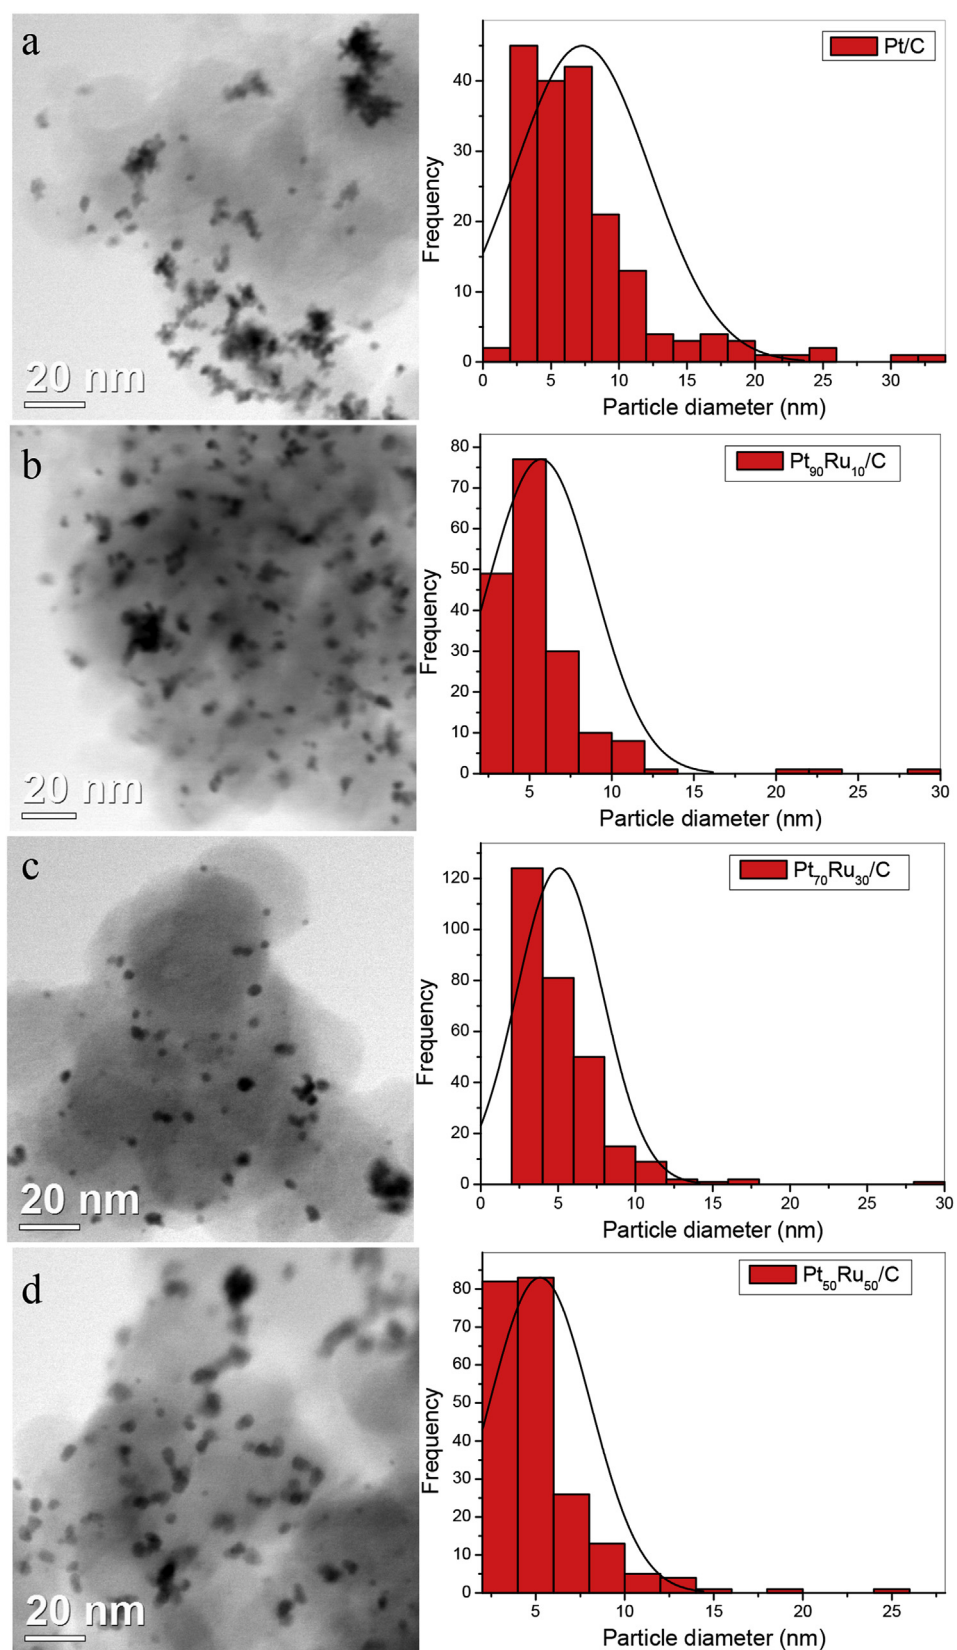 a
20 nm
Pt/C
Frequency
40
30
20
10
0
0 5 10 15 20 25 30
Particle diameter (nm)
b
20 nm
Pt90Ru10/C
Frequency
80
70
60
50
40
30
20
10
0
5 10 15 20 25 30
Particle diameter (nm)
c
20 nm
Pt70Ru30/C
Frequency
120
100
80
60
40
20
0
0 5 10 15 20 25 30
Particle diameter (nm)
d
20 nm
Pt50Ru50/C
Frequency
80
70
60
50
40
30
20
10
0
5 10 15 20 25
Particle diameter (nm)